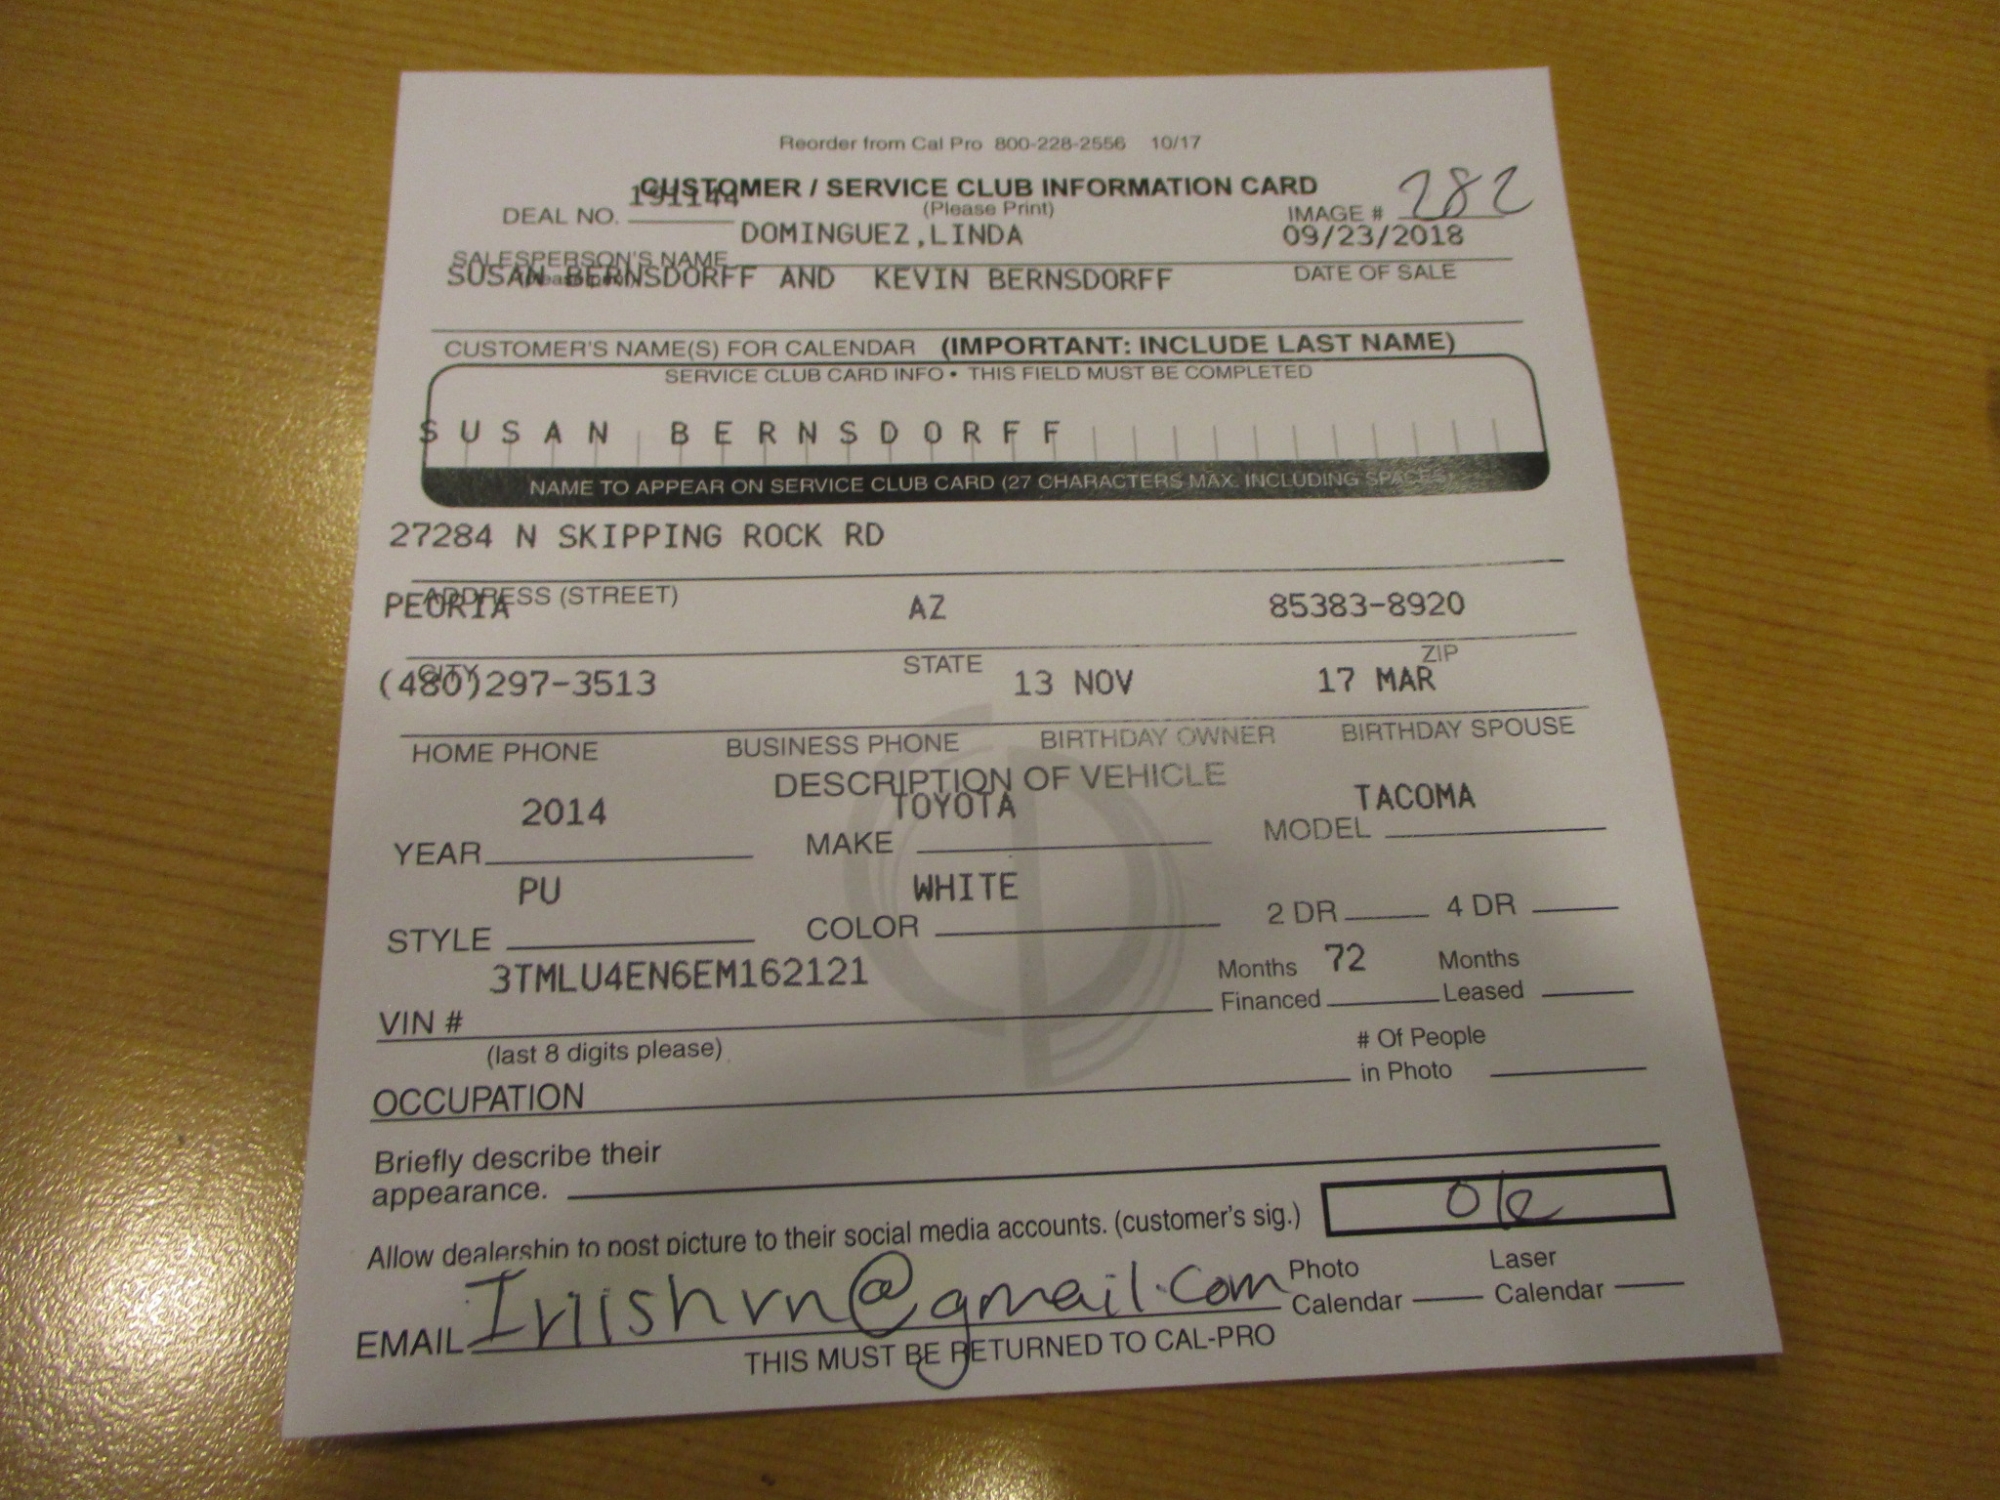 Reorder from Cal Pro 800-228-2556 10/17
CUSTOMER / SERVICE CLUB INFORMATION CARD
(Please Print)
DEAL NO. 191144
IMAGE # 282
DOMINGUEZ,LINDA
09/23/2018
SALESPERSON'S NAME
DATE OF SALE
SUSAN BERNSDORFF AND KEVIN BERNSDORFF
CUSTOMER'S NAME(S) FOR CALENDAR (IMPORTANT: INCLUDE LAST NAME)
SERVICE CLUB CARD INFO • THIS FIELD MUST BE COMPLETED
SUSAN BERNSDORFF
NAME TO APPEAR ON SERVICE CLUB CARD (27 CHARACTERS MAX. INCLUDING SPACES)
27284 N SKIPPING ROCK RD
ADDRESS (STREET)
PEORIA AZ 85383-8920
CITY STATE ZIP
(480)297-3513 13 NOV 17 MAR
HOME PHONE BUSINESS PHONE BIRTHDAY OWNER BIRTHDAY SPOUSE
DESCRIPTION OF VEHICLE
2014 TOYOTA TACOMA
YEAR MAKE MODEL
PU WHITE
STYLE COLOR 2 DR 4 DR
3TMLU4EN6EM162121
Months 72 Months
VIN # Financed Leased
(last 8 digits please)
# Of People
OCCUPATION in Photo
Briefly describe their
appearance.
Allow dealership to post picture to their social media accounts. (customer's sig.) Ok
Photo Laser
EMAIL Iriishrn@gmail.com Calendar Calendar
THIS MUST BE RETURNED TO CAL-PRO